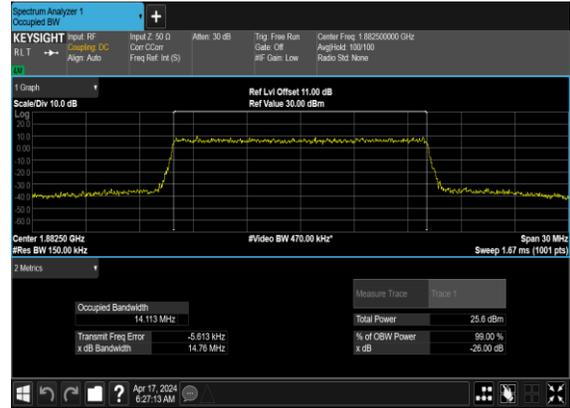 Spectrum Analyzer 1
Occupied BW
+
KEYSIGHT Input: RF Input Z: 50 Ω Atten: 30 dB Trig: Free Run Center Freq: 1.882500000 GHz
RLT Coupling: DC Corr CCorr Gate: Off Avg|Hold: 100/100
Align: Auto Freq Ref: Int (S) #IF Gain: Low Radio Std: None
1 Graph
Ref Lvl Offset 11.00 dB
Scale/Div 10.0 dB Ref Value 30.00 dBm
Log
20.0
10.0
0.00
-10.0
-20.0
-30.0
-40.0
-50.0
-60.0
Center 1.88250 GHz #Video BW 470.00 kHz* Span 30 MHz
#Res BW 150.00 kHz Sweep 1.67 ms (1001 pts)
2 Metrics
Measure Trace Trace 1
Occupied Bandwidth
14.113 MHz Total Power 25.6 dBm
Transmit Freq Error -5.613 kHz % of OBW Power 99.00 %
x dB Bandwidth 14.76 MHz x dB -26.00 dB
? Apr 17, 2024
6:27:13 AM